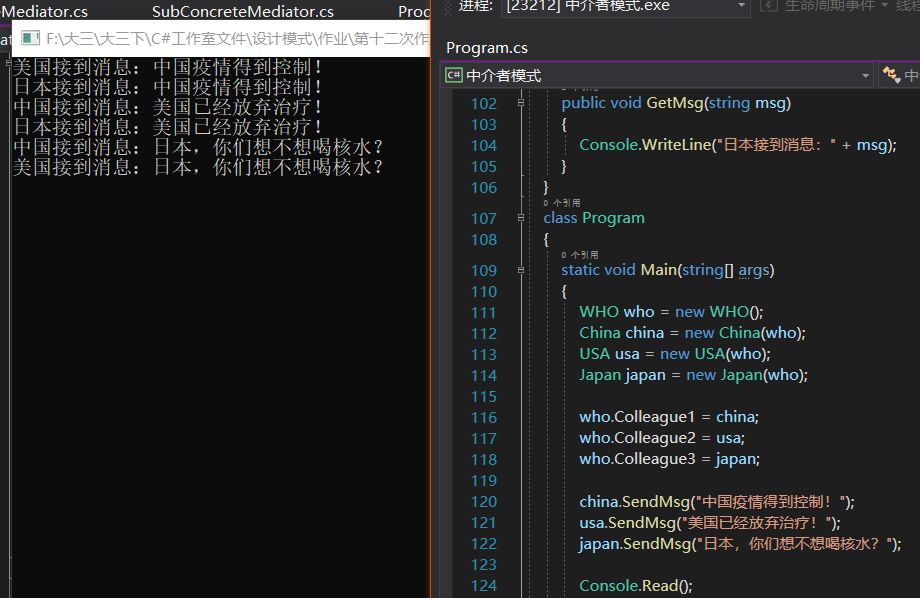 Mediator.cs
SubConcreteMediator.cs
F:\大三\大三下\C#工作室文件\设计模式\作业\第十二次作
美国接到消息：中国疫情得到控制！
日本接到消息：中国疫情得到控制！
中国接到消息：美国已经放弃治疗！
日本接到消息：美国已经放弃治疗！
中国接到消息：日本，你们想不想喝核水？
美国接到消息：日本，你们想不想喝核水？
进程: [23212] 中介者模式.exe
生命周期事件
Program.cs
C# 中介者模式
102 public void GetMsg(string msg)
103 {
104 Console.WriteLine("日本接到消息：" + msg);
105 }
106 }
0 个引用
107 class Program
108 {
0 个引用
109 static void Main(string[] args)
110 {
111 WHO who = new WHO();
112 China china = new China(who);
113 USA usa = new USA(who);
114 Japan japan = new Japan(who);
115
116 who.Colleague1 = china;
117 who.Colleague2 = usa;
118 who.Colleague3 = japan;
119
120 china.SendMsg("中国疫情得到控制！");
121 usa.SendMsg("美国已经放弃治疗！");
122 japan.SendMsg("日本，你们想不想喝核水？");
123
124 Console.Read();